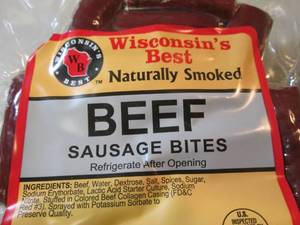 WISCONSIN'S
WB
BEST
™
Wisconsin's
Best
Naturally Smoked
BEEF
SAUSAGE BITES
Refrigerate After Opening
INGREDIENTS: Beef, Water, Dextrose, Salt, Spices, Sugar,
Sodium Erythorbate, Lactic Acid Starter Culture, Sodium
Nitrite, Stuffed in Colored Beef Collagen Casing (FD&C
Red #3). Sprayed with Potassium Sorbate to
Preserve Quality.
U.S.
INSPECTED